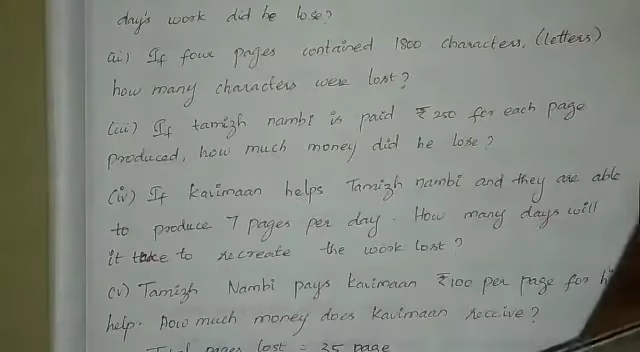 day's work did he lose?
(ii) If four pages contained 1800 characters, (letters)
how many characters were lost?
(iii) If tamizh nambi is paid ₹250 for each page
produced, how much money did he lose?
(iv) If kavimaan helps Tamizh nambi and they are able
to produce 7 pages per day. How many days will
it take to recreate the work lost?
(v) Tamizh Nambi pays kavimaan ₹100 per page for h
help. How much money does kavimaan receive?
Total pages lost = 35 page